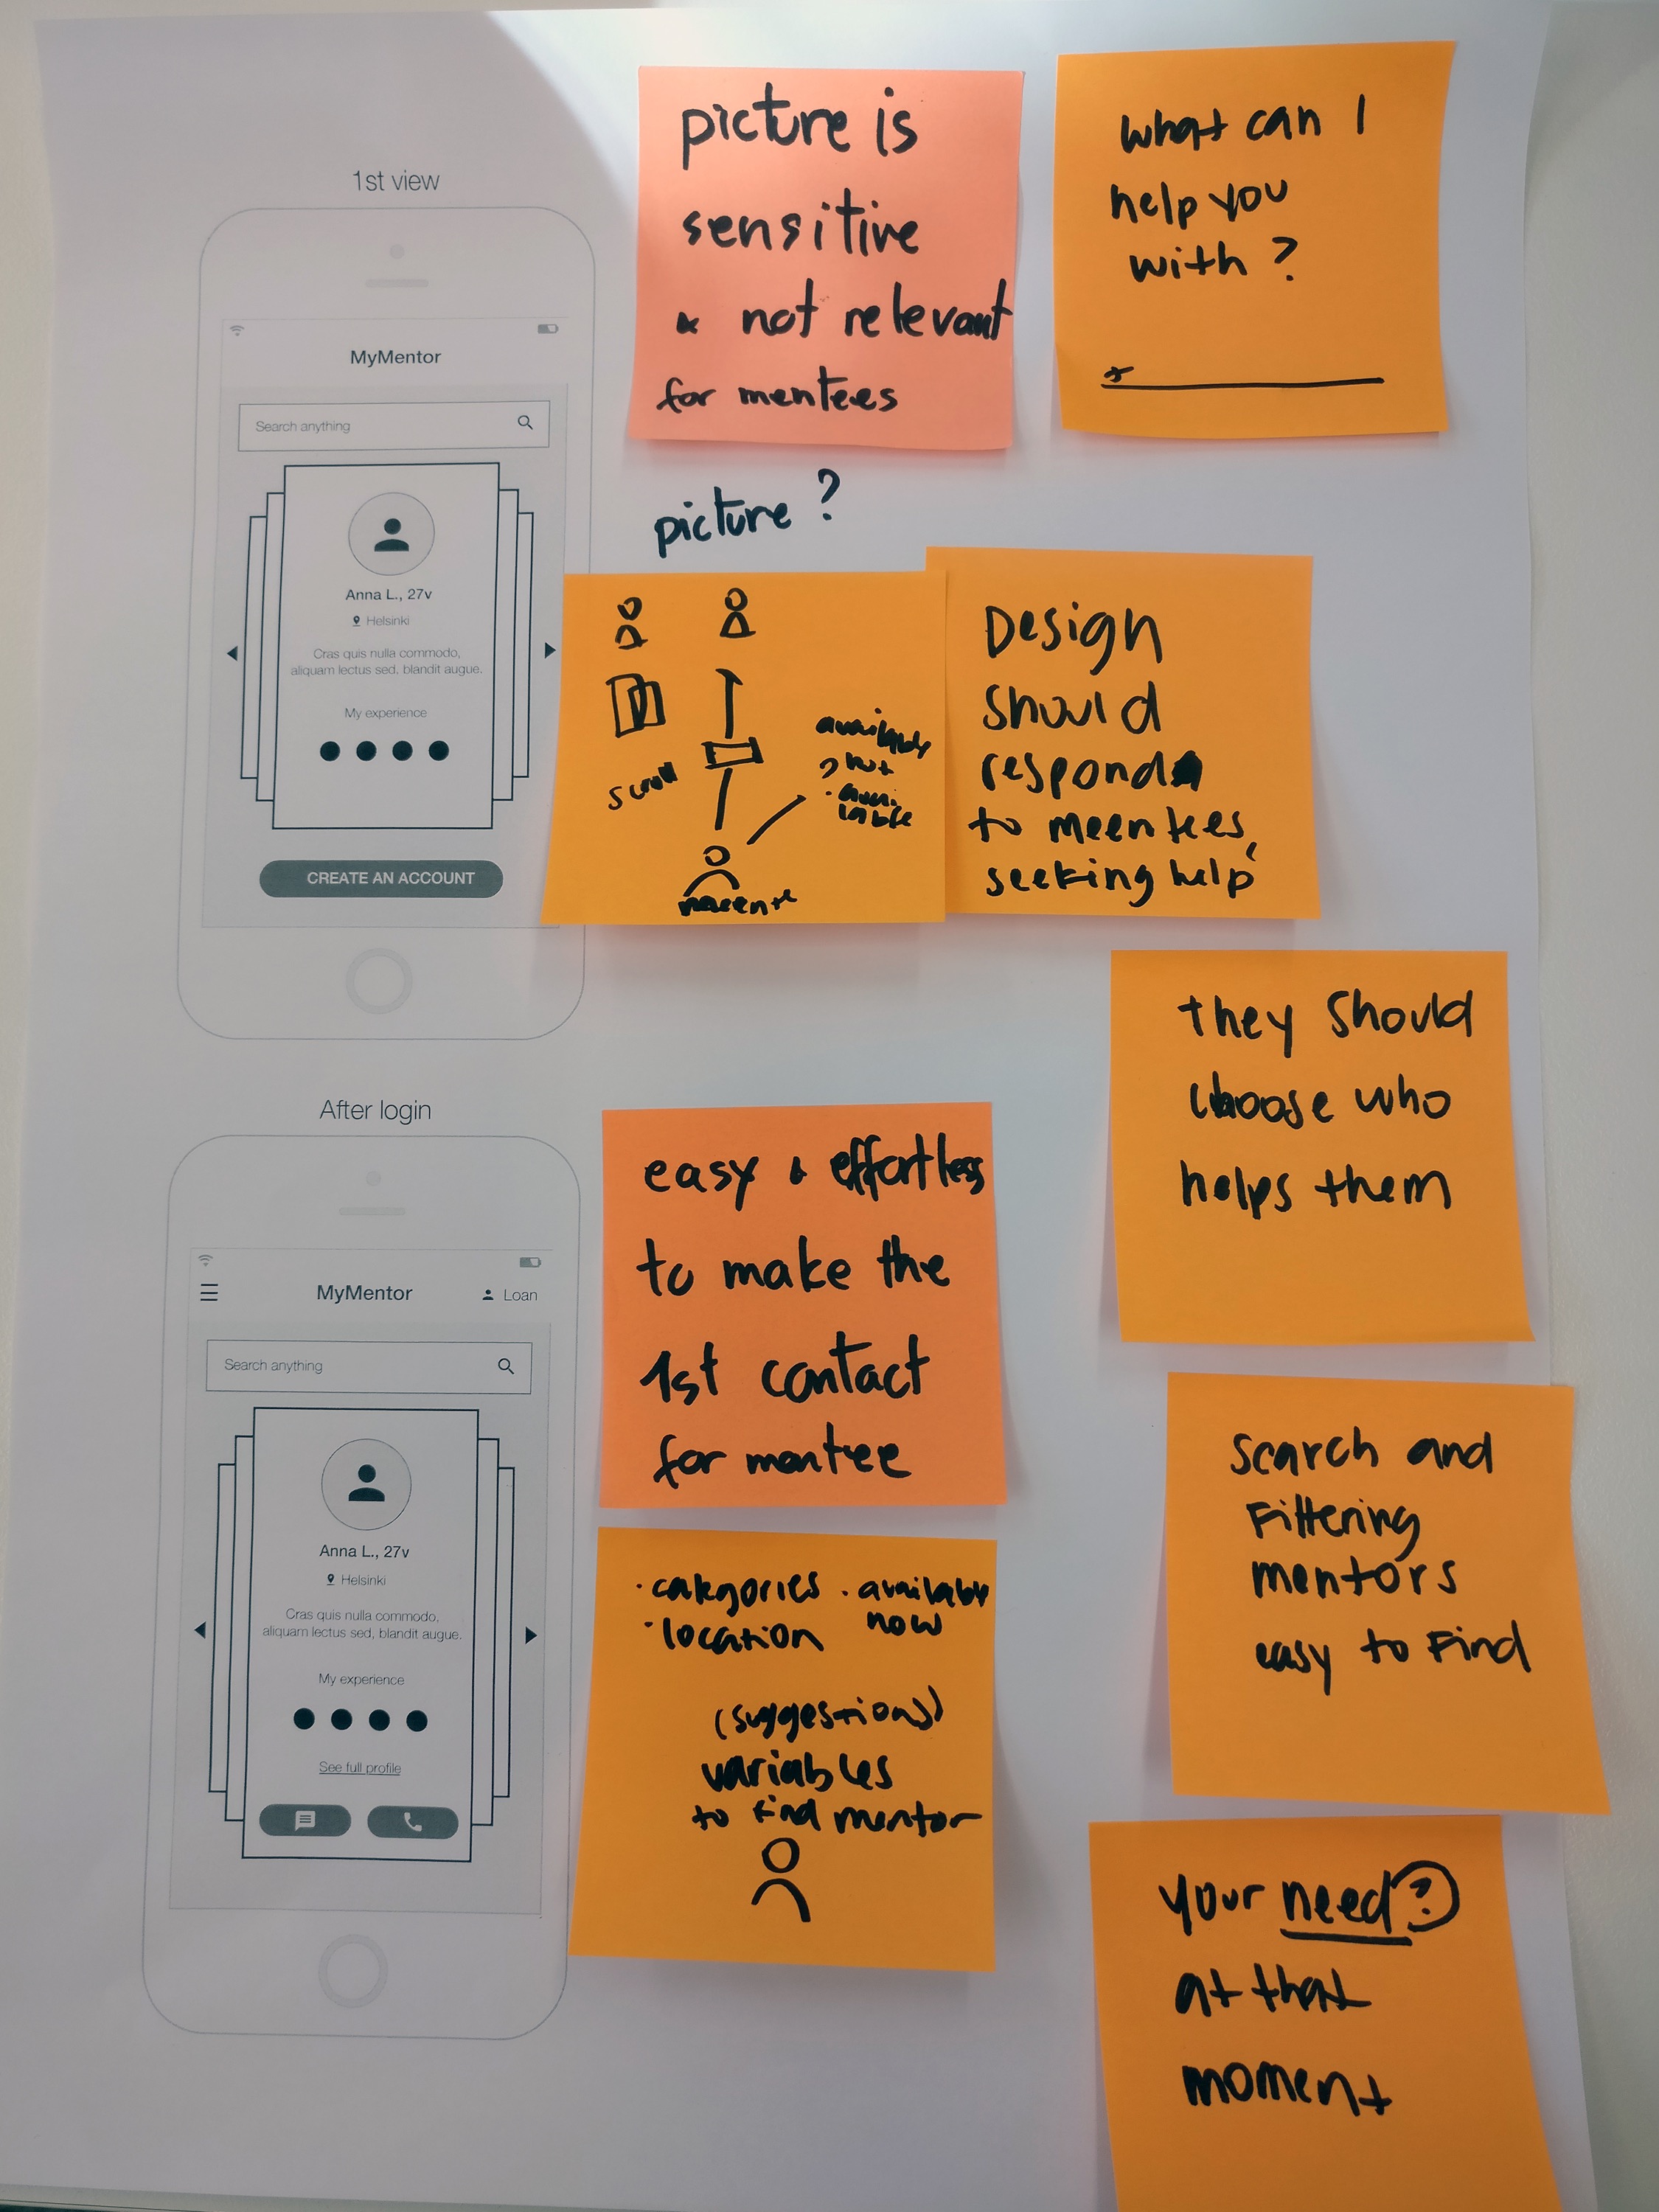 1st view
MyMentor
Search anything
Anna L., 27v
Helsinki
Cras quis nulla commodo,
aliquam lectus sed, blandit augue.
My experience
CREATE AN ACCOUNT
picture is
sensitive
& not relevant
for mentees
what can I
help you
with?
picture?
scroll
available
? not
available
Design
should
respond
to meentees
seeking help
they should
choose who
helps them
After login
MyMentor
Loan
Search anything
Anna L., 27v
Helsinki
Cras quis nulla commodo,
aliquam lectus sed, blandit augue.
My experience
See full profile
easy & effortless
to make the
1st contact
for mentee
· categories · available
· location now
(suggestions)
variables
to find mentor
Search and
Filtering
mentors
easy to Find
your need?
at that
moment